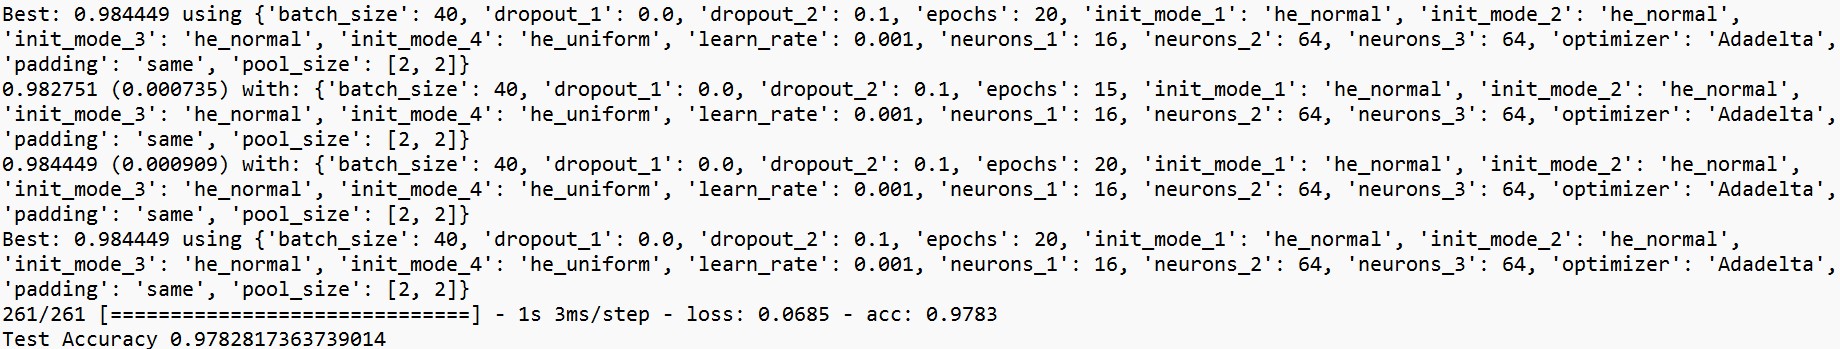 Best: 0.984449 using {'batch_size': 40, 'dropout_1': 0.0, 'dropout_2': 0.1, 'epochs': 20, 'init_mode_1': 'he_normal', 'init_mode_2': 'he_normal',
'init_mode_3': 'he_normal', 'init_mode_4': 'he_uniform', 'learn_rate': 0.001, 'neurons_1': 16, 'neurons_2': 64, 'neurons_3': 64, 'optimizer': 'Adadelta',
'padding': 'same', 'pool_size': [2, 2]}
0.982751 (0.000735) with: {'batch_size': 40, 'dropout_1': 0.0, 'dropout_2': 0.1, 'epochs': 15, 'init_mode_1': 'he_normal', 'init_mode_2': 'he_normal',
'init_mode_3': 'he_normal', 'init_mode_4': 'he_uniform', 'learn_rate': 0.001, 'neurons_1': 16, 'neurons_2': 64, 'neurons_3': 64, 'optimizer': 'Adadelta',
'padding': 'same', 'pool_size': [2, 2]}
0.984449 (0.000909) with: {'batch_size': 40, 'dropout_1': 0.0, 'dropout_2': 0.1, 'epochs': 20, 'init_mode_1': 'he_normal', 'init_mode_2': 'he_normal',
'init_mode_3': 'he_normal', 'init_mode_4': 'he_uniform', 'learn_rate': 0.001, 'neurons_1': 16, 'neurons_2': 64, 'neurons_3': 64, 'optimizer': 'Adadelta',
'padding': 'same', 'pool_size': [2, 2]}
Best: 0.984449 using {'batch_size': 40, 'dropout_1': 0.0, 'dropout_2': 0.1, 'epochs': 20, 'init_mode_1': 'he_normal', 'init_mode_2': 'he_normal',
'init_mode_3': 'he_normal', 'init_mode_4': 'he_uniform', 'learn_rate': 0.001, 'neurons_1': 16, 'neurons_2': 64, 'neurons_3': 64, 'optimizer': 'Adadelta',
'padding': 'same', 'pool_size': [2, 2]}
261/261 [==============================] - 1s 3ms/step - loss: 0.0685 - acc: 0.9783
Test Accuracy 0.9782817363739014